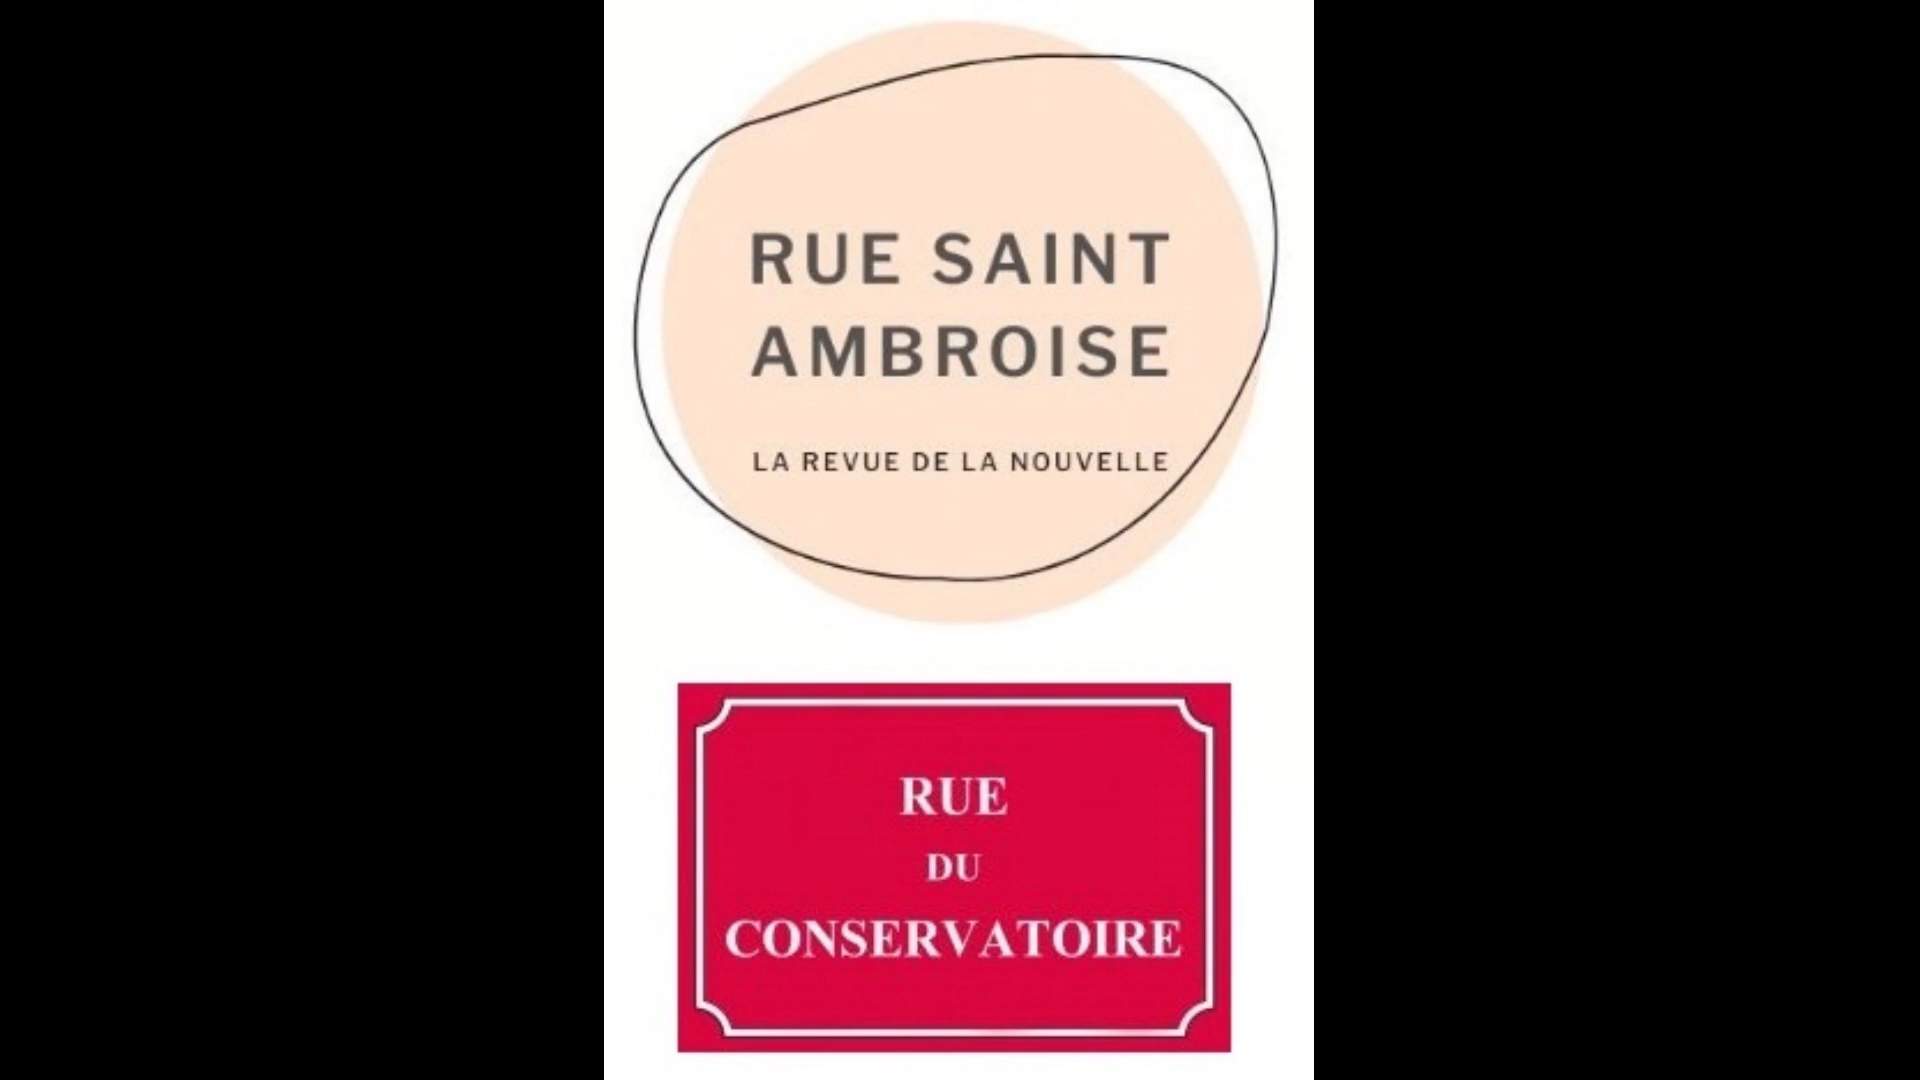 RUE SAINT
AMBROISE
LA REVUE DE LA NOUVELLE
RUE
DU
CONSERVATOIRE